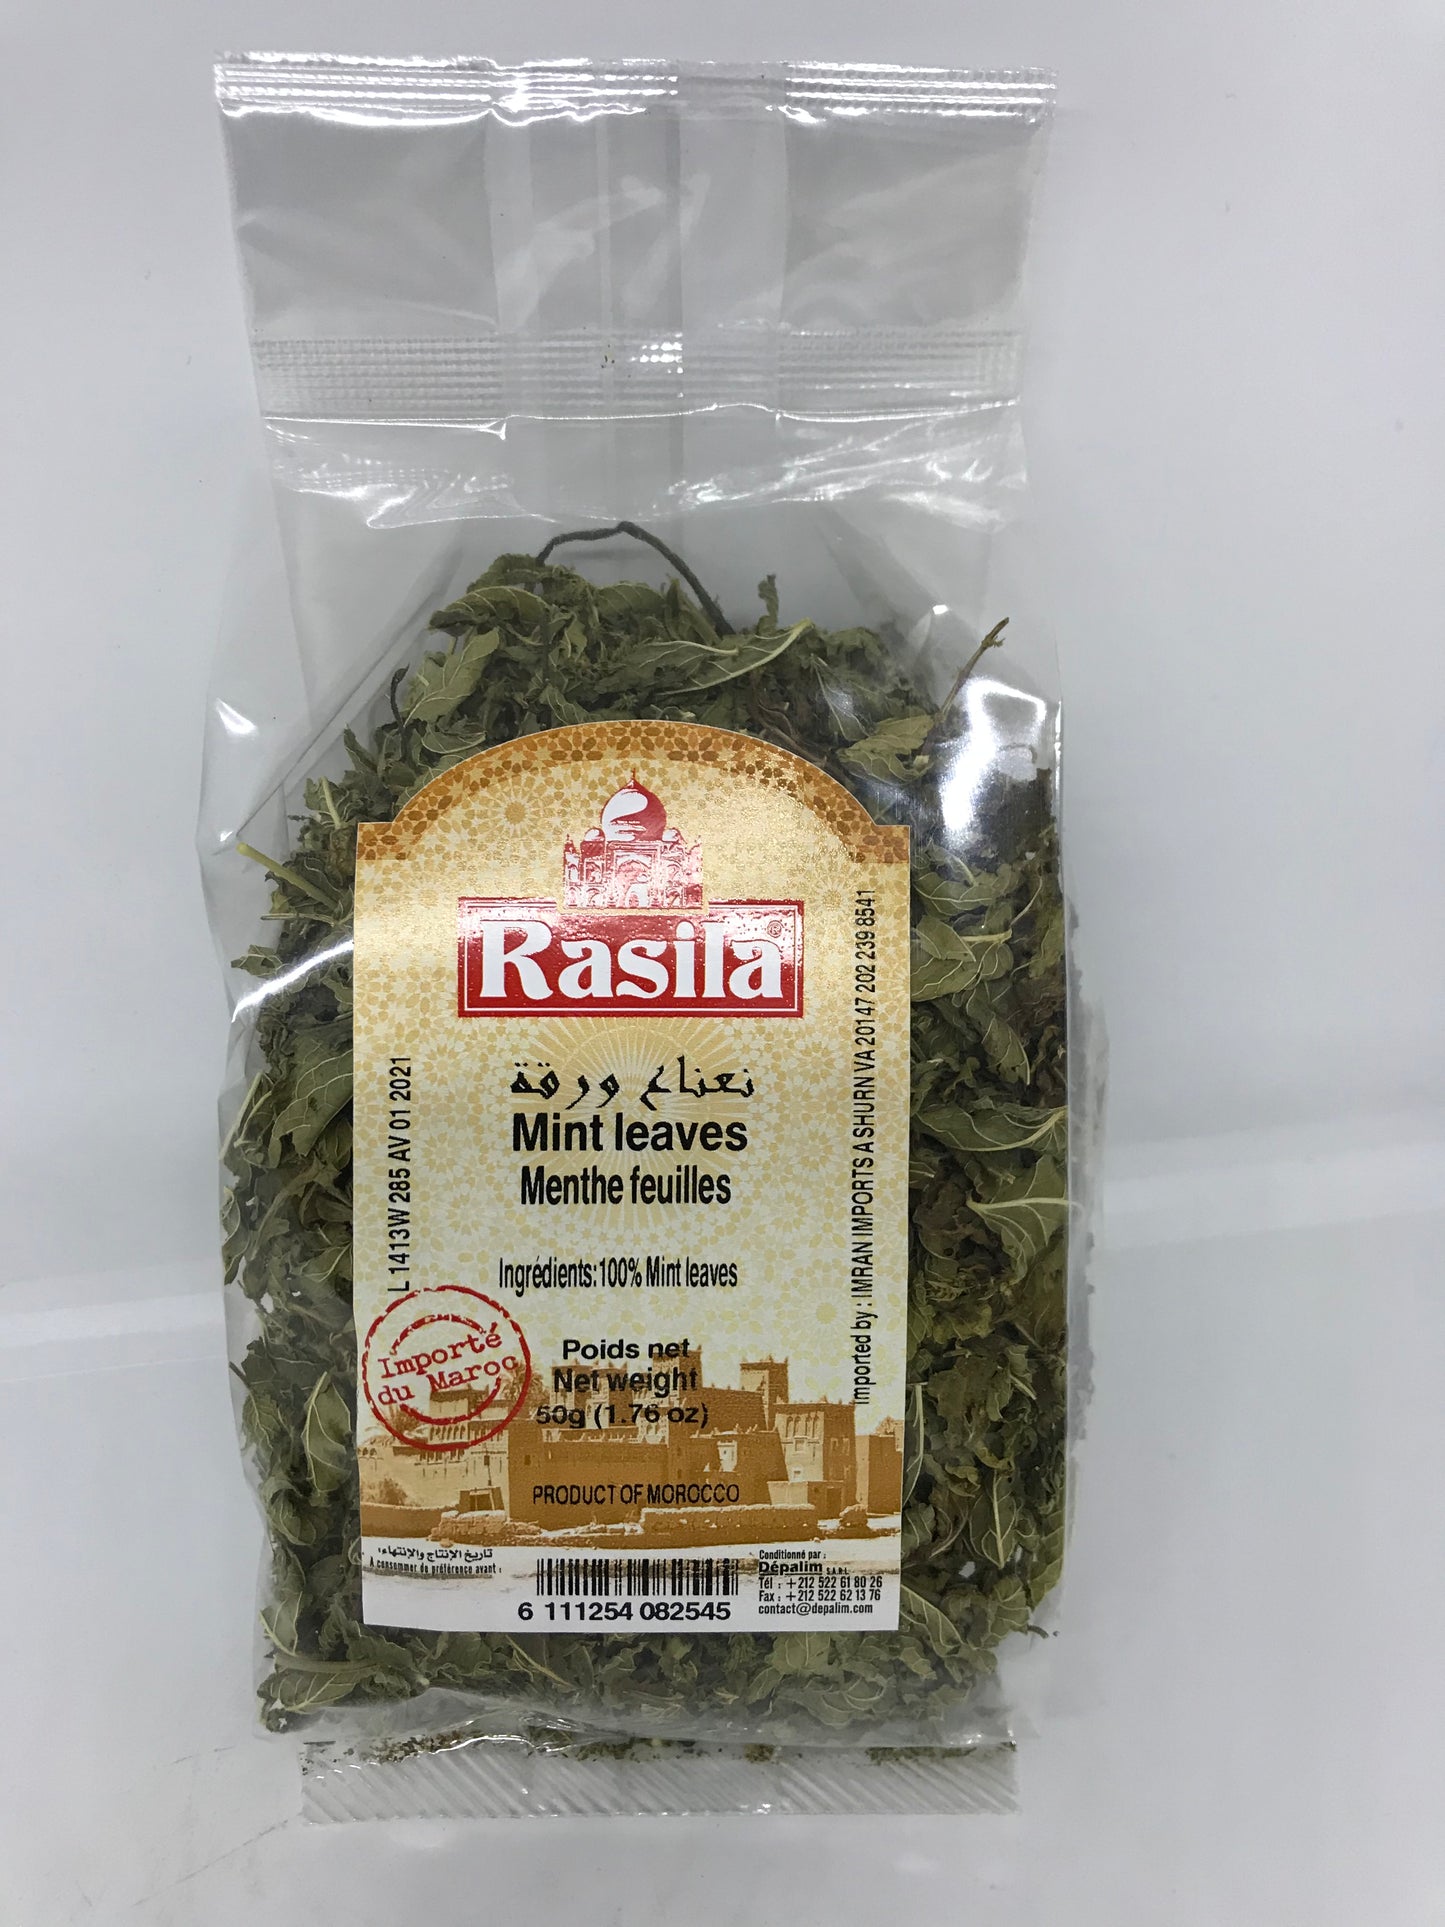 Rasila®
نعناع ورقة
Mint leaves
Menthe feuilles
Ingrédients:100% Mint leaves
Poids net
Net weight
50g (1.76 oz)
PRODUCT OF MOROCCO
L 1413W 285 AV 01 2021
Imported by : IMRAN IMPORTS ASHURN VA 20147 202 239 8541
Importé
du Maroc
تاريخ الإنتاج والإنتهاء:
A consommer de préférence avant :
6 111254 082545
Conditionné par :
Dépalim S.A.R.L
Tél : +212 522 61 80 26
Fax : +212 522 62 13 76
contact@depalim.com